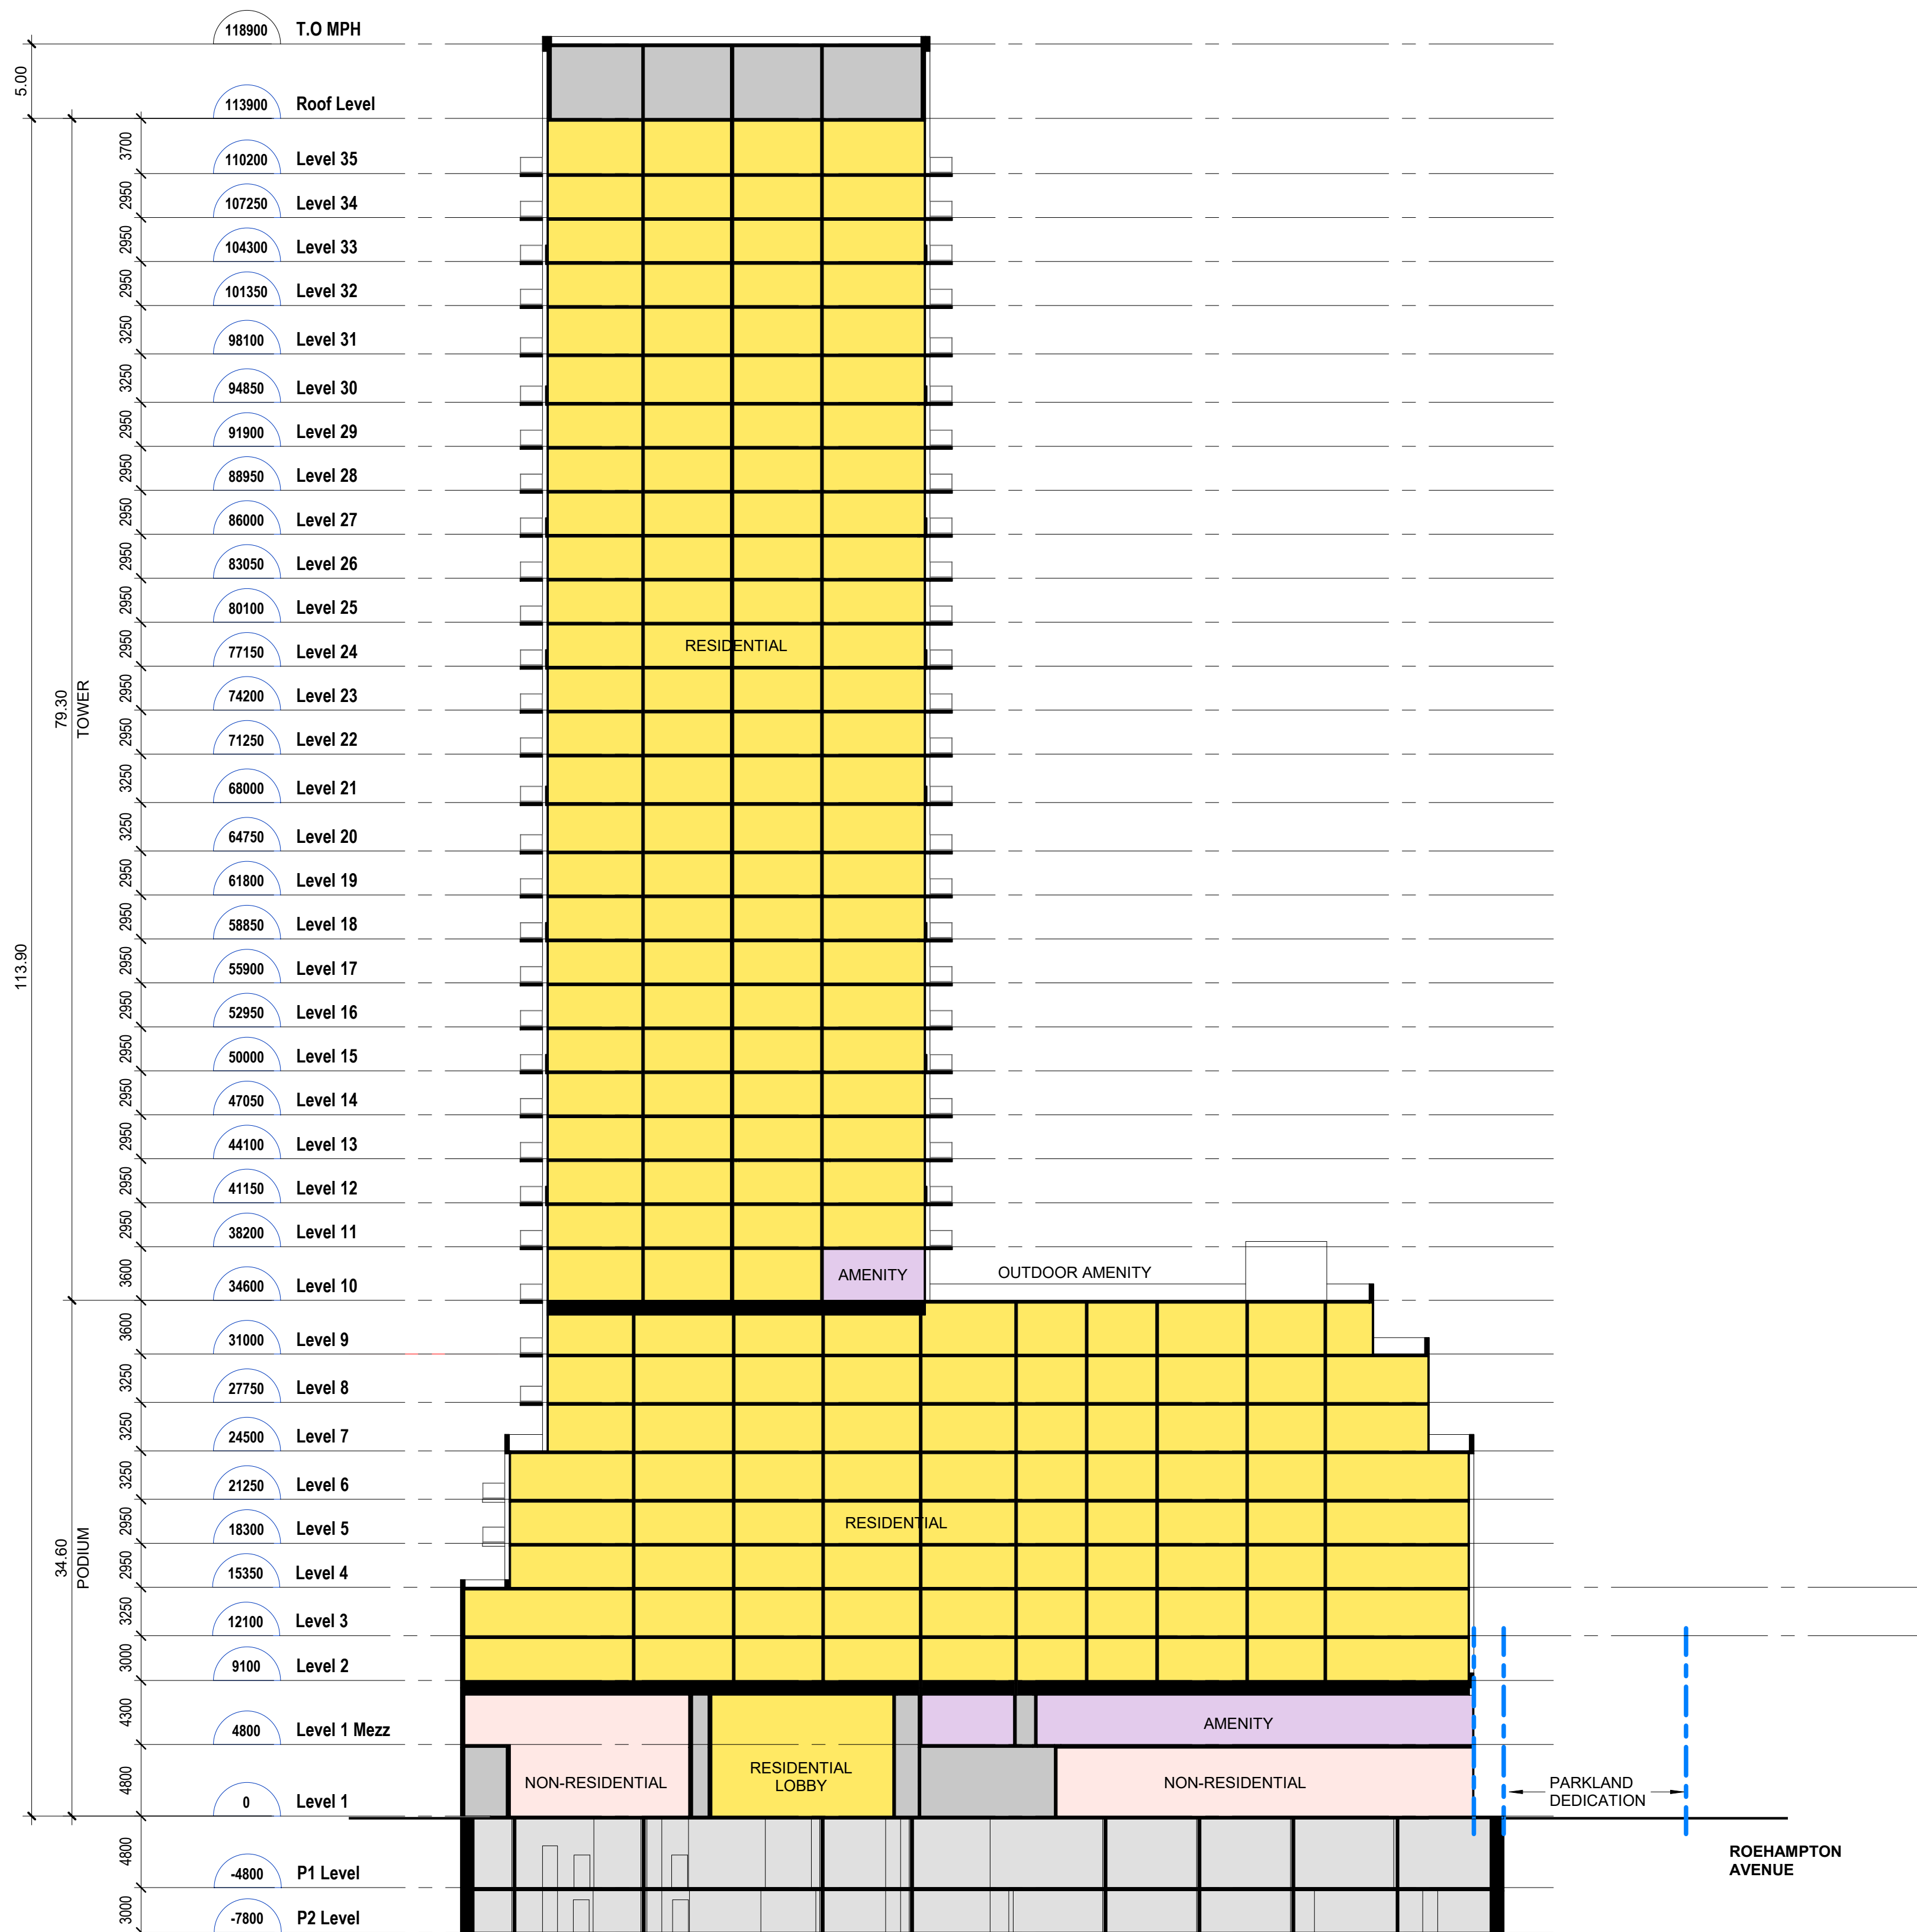 118900 T.O MPH
5.00
113900 Roof Level
3700
110200 Level 35
2950
107250 Level 34
2950
104300 Level 33
2950
101350 Level 32
3250
98100 Level 31
3250
94850 Level 30
2950
91900 Level 29
2950
88950 Level 28
2950
86000 Level 27
2950
83050 Level 26
2950
80100 Level 25
2950
RESIDENTIAL
77150 Level 24
2950
74200 Level 23
79.30
TOWER
2950
71250 Level 22
3250
68000 Level 21
3250
64750 Level 20
2950
61800 Level 19
2950
58850 Level 18
2950
113.90
55900 Level 17
2950
52950 Level 16
2950
50000 Level 15
2950
47050 Level 14
2950
44100 Level 13
2950
41150 Level 12
2950
38200 Level 11
3600
34600 Level 10
AMENITY
OUTDOOR AMENITY
3600
31000 Level 9
3250
27750 Level 8
3250
24500 Level 7
3250
21250 Level 6
2950
18300 Level 5
RESIDENTIAL
34.60
PODIUM
2950
15350 Level 4
3250
12100 Level 3
3000
9100 Level 2
4300
4800 Level 1 Mezz
AMENITY
4800
0 Level 1
NON-RESIDENTIAL
RESIDENTIAL
LOBBY
NON-RESIDENTIAL
PARKLAND
DEDICATION
4800
-4800 P1 Level
ROEHAMPTON
AVENUE
3000
-7800 P2 Level